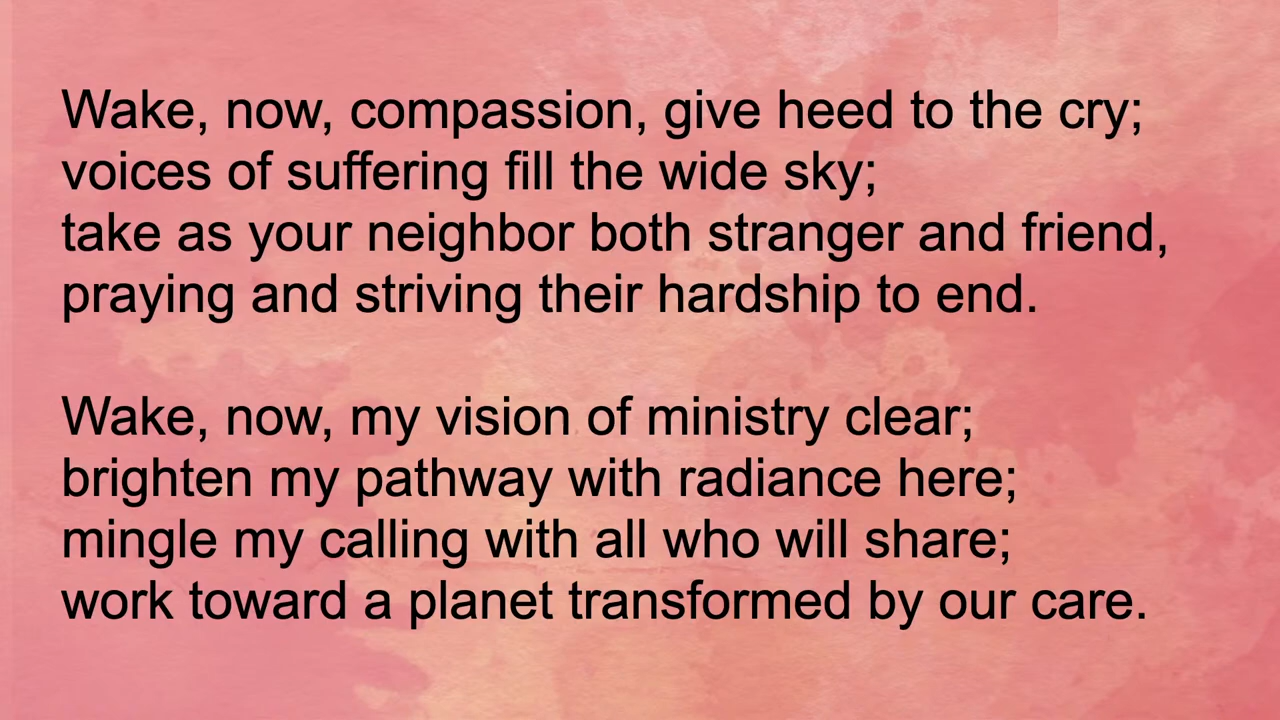 Wake, now, compassion, give heed to the cry;
voices of suffering fill the wide sky;
take as your neighbor both stranger and friend,
praying and striving their hardship to end.
Wake, now, my vision of ministry clear;
brighten my pathway with radiance here;
mingle my calling with all who will share;
work toward a planet transformed by our care.